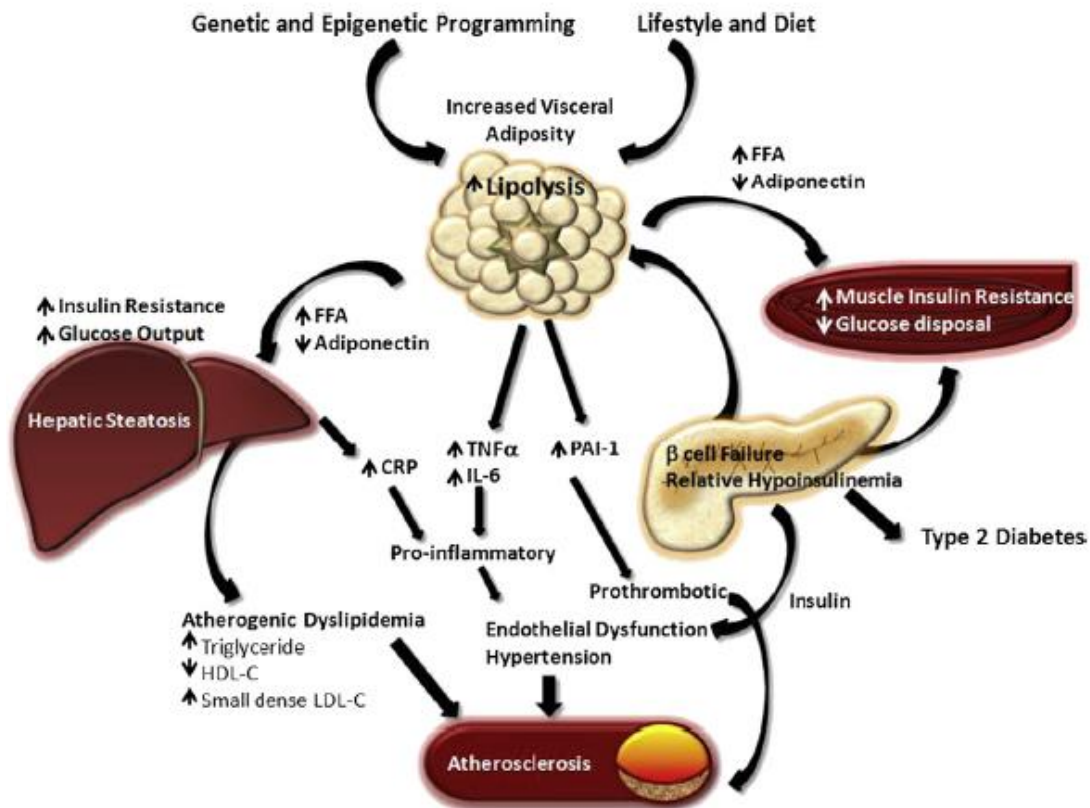 Genetic and Epigenetic Programming
Lifestyle and Diet
Increased Visceral
Adiposity
↑ Lipolysis
↑ FFA
↓ Adiponectin
↑ Insulin Resistance
↑ Glucose Output
↑ FFA
↓ Adiponectin
↑ Muscle Insulin Resistance
↓ Glucose disposal
Hepatic Steatosis
↑ CRP
↑ TNFα
↑ IL-6
↑ PAI-1
β cell Failure
Relative Hypoinsulinemia
Type 2 Diabetes
Pro-inflammatory
Prothrombotic
Insulin
Atherogenic Dyslipidemia
↑ Triglyceride
↓ HDL-C
↑ Small dense LDL-C
Endothelial Dysfunction
Hypertension
Atherosclerosis